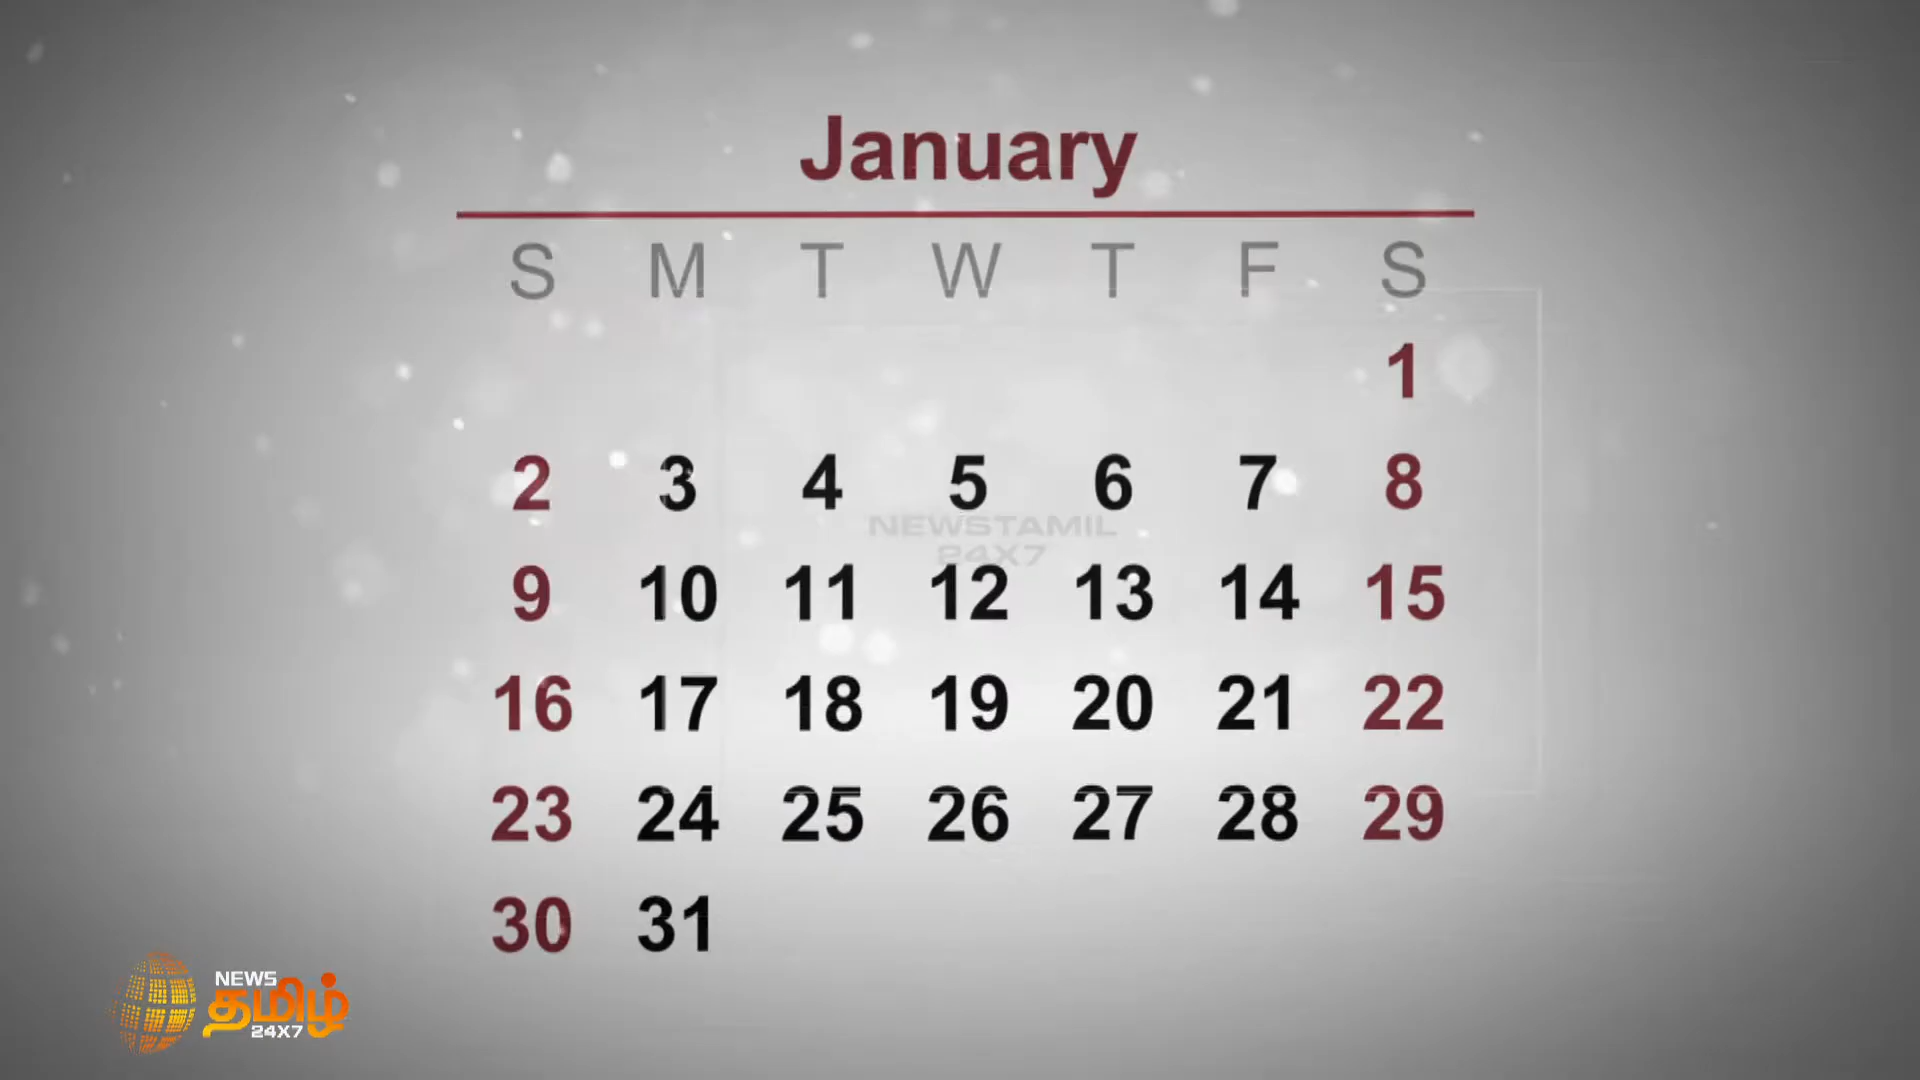 January
S M T W T F S
1
2 3 4 5 6 7 8
NEWSTAMIL
24X7
9 10 11 12 13 14 15
16 17 18 19 20 21 22
23 24 25 26 27 28 29
30 31
NEWS
தமிழ்
24X7